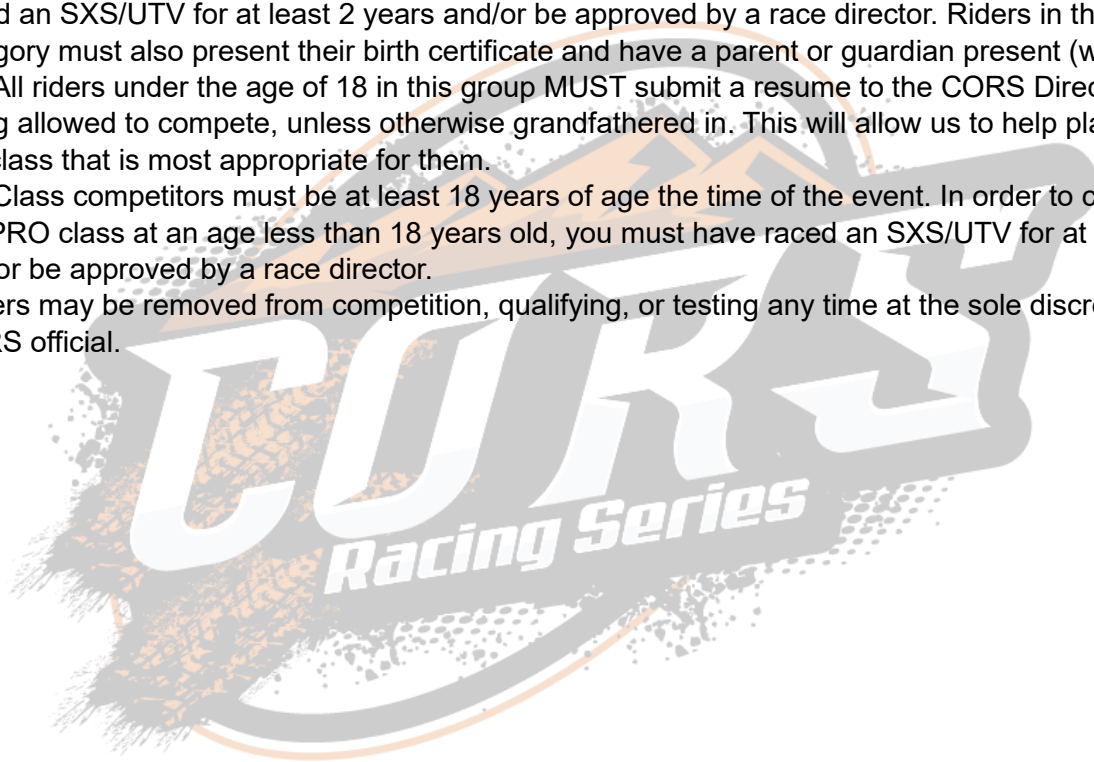 d an SXS/UTV for at least 2 years and/or be approved by a race director. Riders in th
gory must also present their birth certificate and have a parent or guardian present (w
All riders under the age of 18 in this group MUST submit a resume to the CORS Direc
g allowed to compete, unless otherwise grandfathered in. This will allow us to help pla
class that is most appropriate for them.
Class competitors must be at least 18 years of age the time of the event. In order to c
PRO class at an age less than 18 years old, you must have raced an SXS/UTV for at
or be approved by a race director.
ers may be removed from competition, qualifying, or testing any time at the sole discre
RS official.
CORS
Racing Series